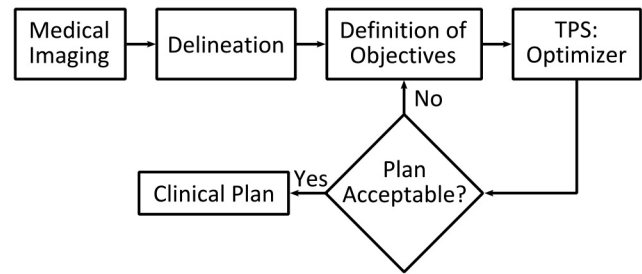 Medical
Imaging
Delineation
Definition of
Objectives
TPS:
Optimizer
No
Plan
Acceptable?
Yes
Clinical Plan